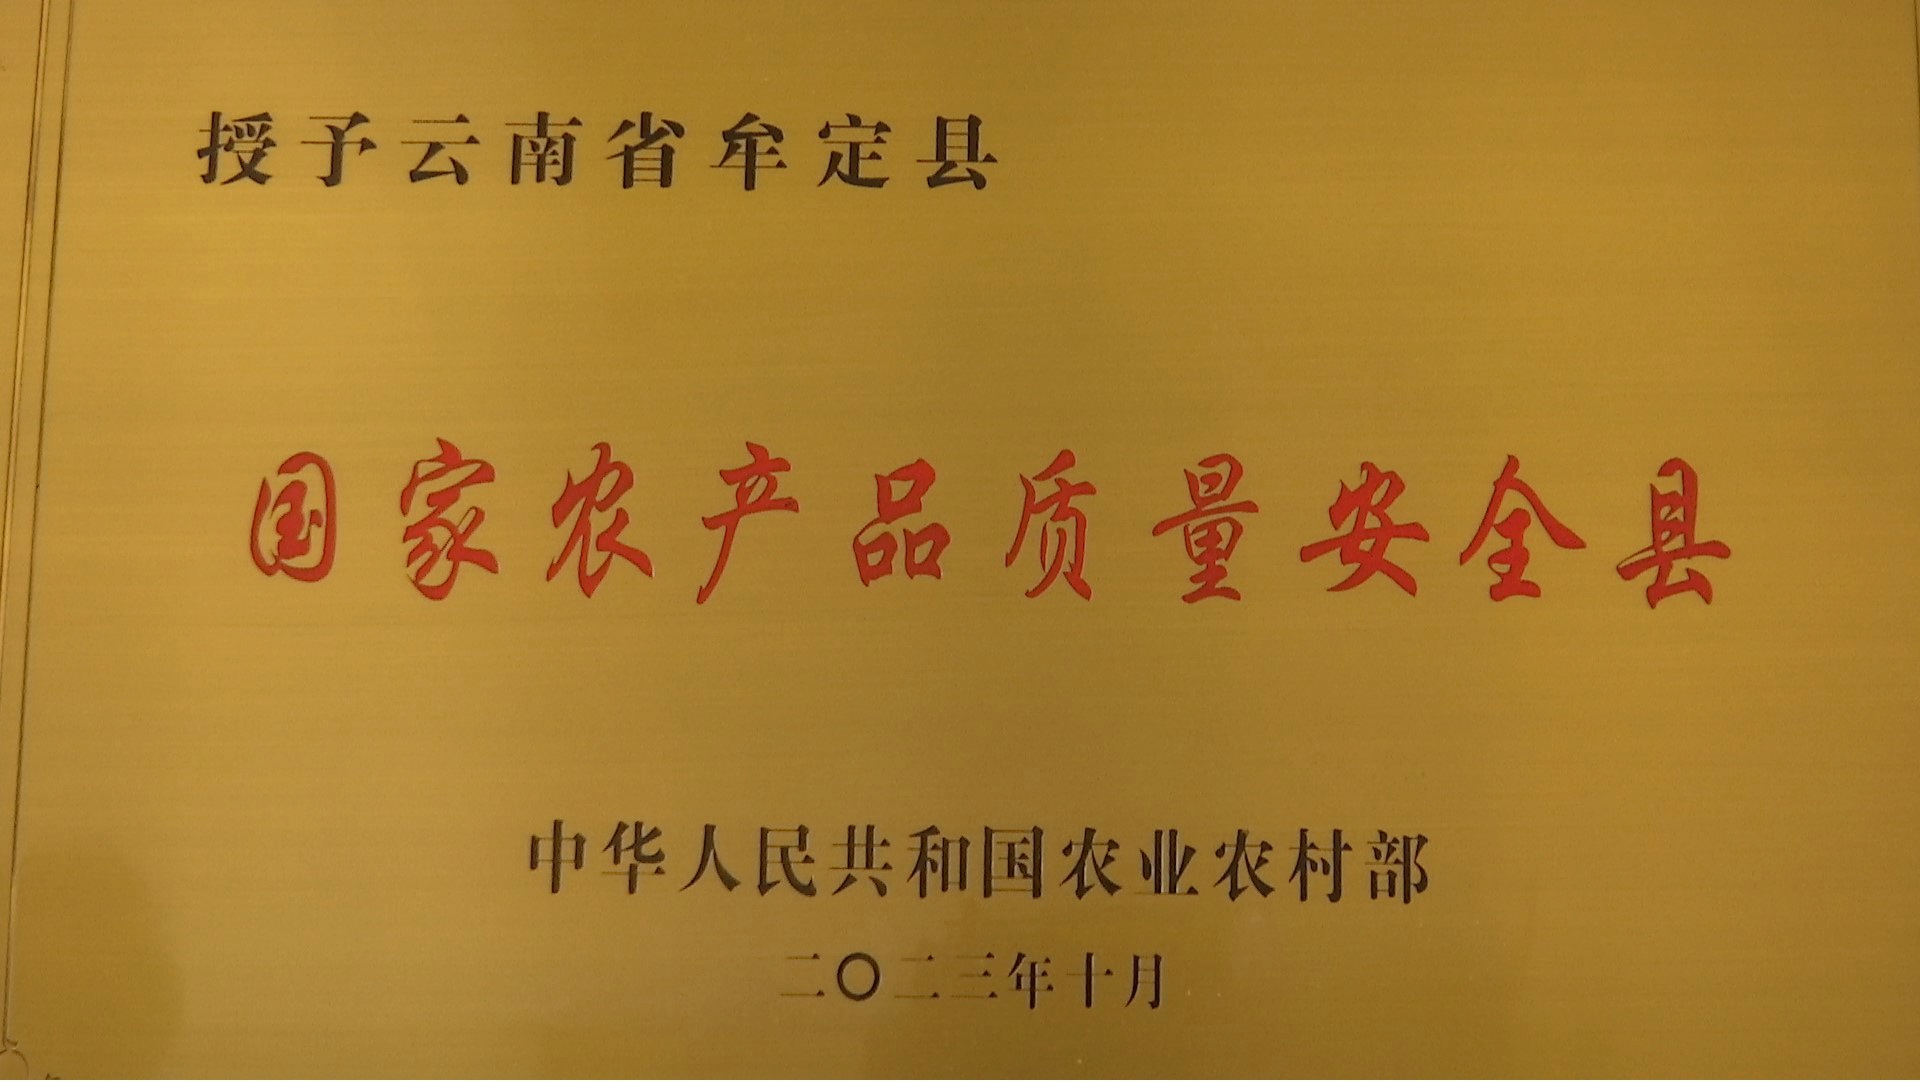 授予云南省牟定县
国家农产品质量安全县
中华人民共和国农业农村部
二〇二三年十月